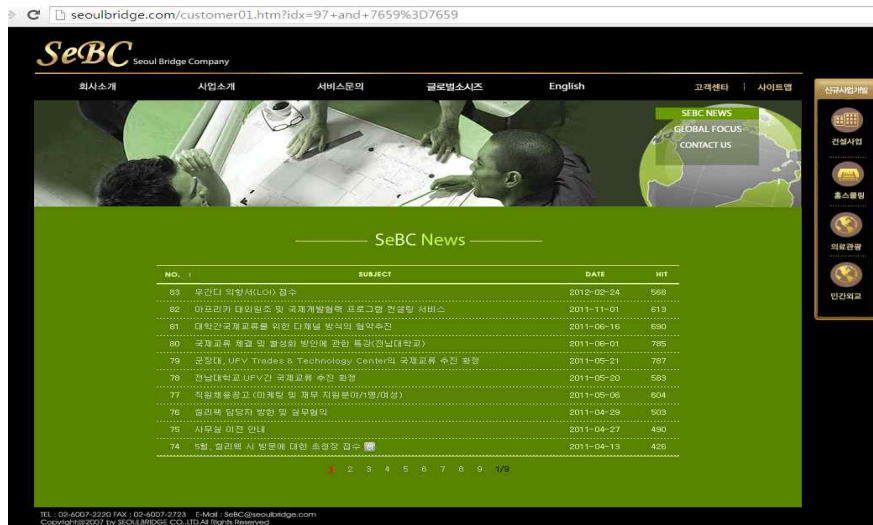 seoulbridge.com/customer01.htm?idx=97+and+7659%3D7659
SeBC Seoul Bridge Company
회사소개 사업소개 서비스문의 글로벌소시즈 English 고객센타 사이트맵
신규사업개발
SEBC NEWS
GLOBAL FOCUS
CONTACT US
건설사업
홈스쿨링
의료관광
민간외교
SeBC News
NO. SUBJECT DATE HIT
83 우간다 의향서(LOI) 접수 2012-02-24 568
82 아프리카 대외원조 및 국제개발협력 프로그램 컨설팅 서비스 2011-11-01 613
81 대학간국제교류를 위한 다채널 방식의 협약추진 2011-06-16 690
80 국제교류 체결 및 활성화 방안에 관한 특강(전남대학교) 2011-06-01 785
79 군장대, UFV Trades & Technology Center의 국제교류 추진 확정 2011-05-21 787
78 전남대학교:UFV간 국제교류 추진 확정 2011-05-20 583
77 직원채용공고 (마케팅 및 재무 지원분야/1명/여성) 2011-05-06 604
76 칠리왝 담당자 방한 및 실무협의 2011-04-29 503
75 사무실 이전 안내 2011-04-27 490
74 5월, 칠리왝 시 방문에 대한 초청장 접수 2011-04-13 426
1 2 3 4 5 6 7 8 9 1/9
TEL : 02-6007-2220 FAX : 02-6007-2723 E-Mail : SeBC@seoulbridge.com
Copyright@2007 by SEOULBRIDGE CO.,LTD.All Rights Reserved